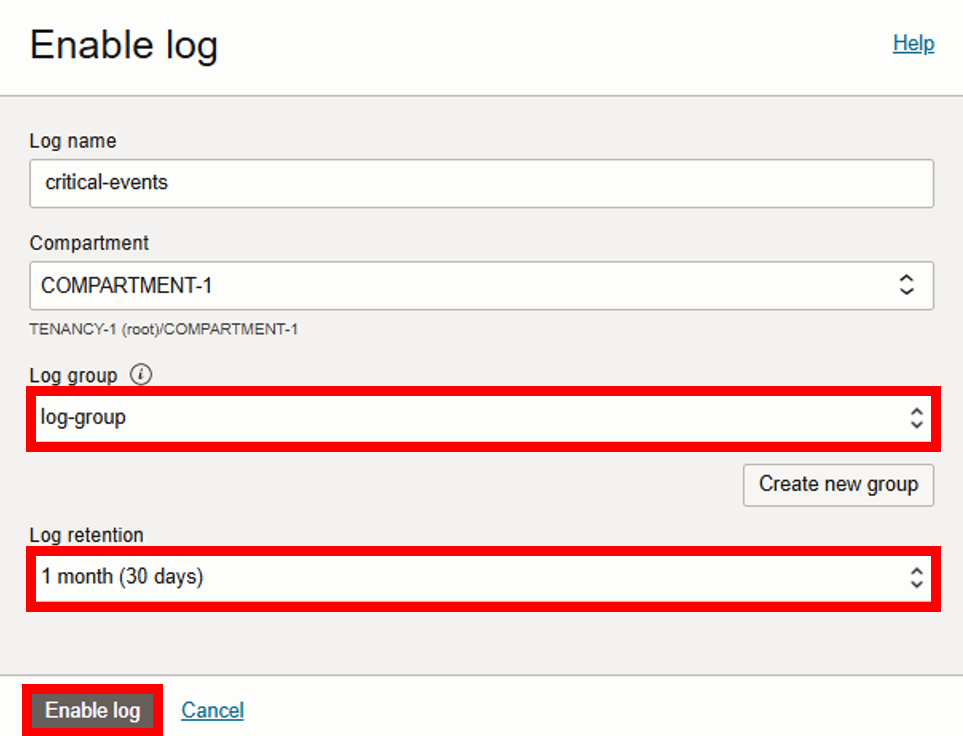 Enable log
Help
Log name
critical-events
Compartment
COMPARTMENT-1
TENANCY-1 (root)/COMPARTMENT-1
Log group i
log-group
Create new group
Log retention
1 month (30 days)
Enable log Cancel